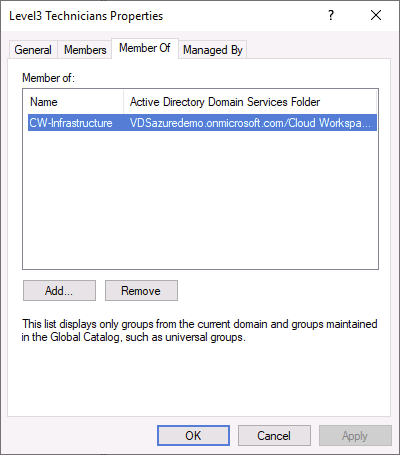 Level3 Technicians Properties
?
General Members Member Of Managed By
Member of:
Name Active Directory Domain Services Folder
CW-Infrastructure VDSazuredemo.onmicrosoft.com/Cloud Workspa...
Add... Remove
This list displays only groups from the current domain and groups maintained
in the Global Catalog, such as universal groups.
OK Cancel Apply